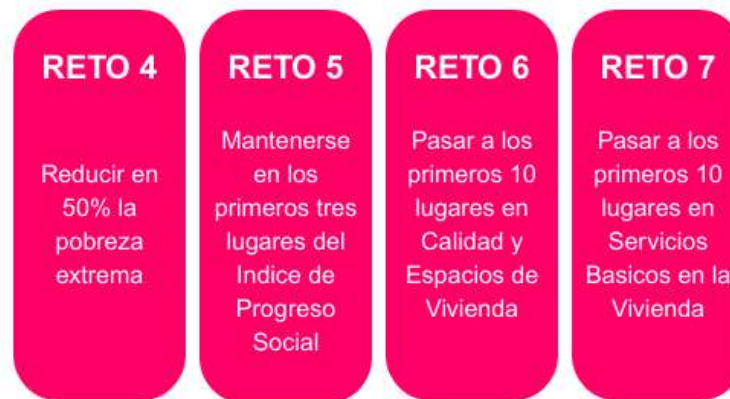 RETO 4
Reducir en
50% la
pobreza
extrema
RETO 5
Mantenerse
en los
primeros tres
lugares del
Indice de
Progreso
Social
RETO 6
Pasar a los
primeros 10
lugares en
Calidad y
Espacios de
Vivienda
RETO 7
Pasar a los
primeros 10
lugares en
Servicios
Basicos en la
Vivienda